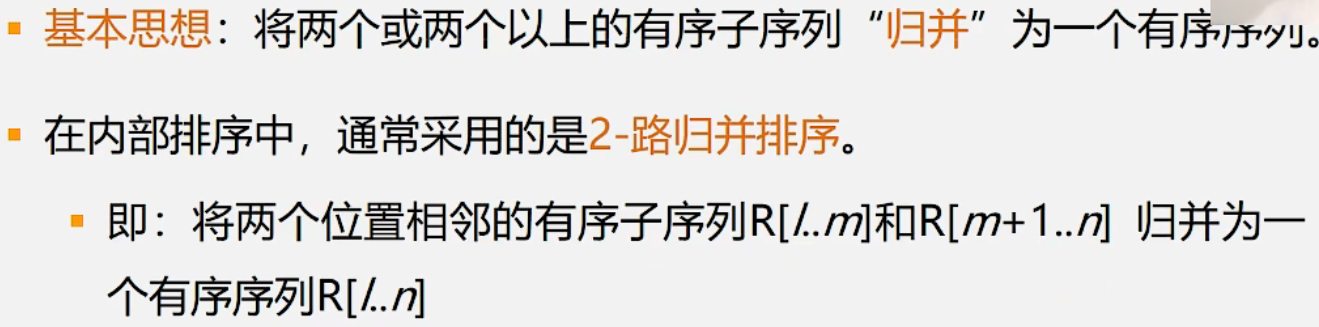 基本思想：将两个或两个以上的有序子序列“归并”为一个有序序列。
在内部排序中，通常采用的是2-路归并排序。
即：将两个位置相邻的有序子序列R[l..m]和R[m+1..n] 归并为一
个有序序列R[l..n]